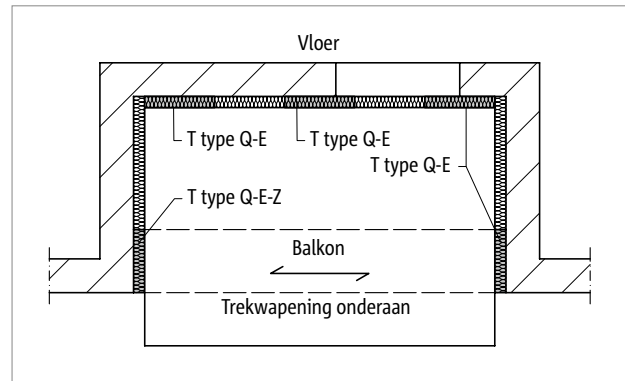 Vloer
T type Q-E
T type Q-E
T type Q-E
T type Q-E-Z
Balkon
Trekwapening onderaan